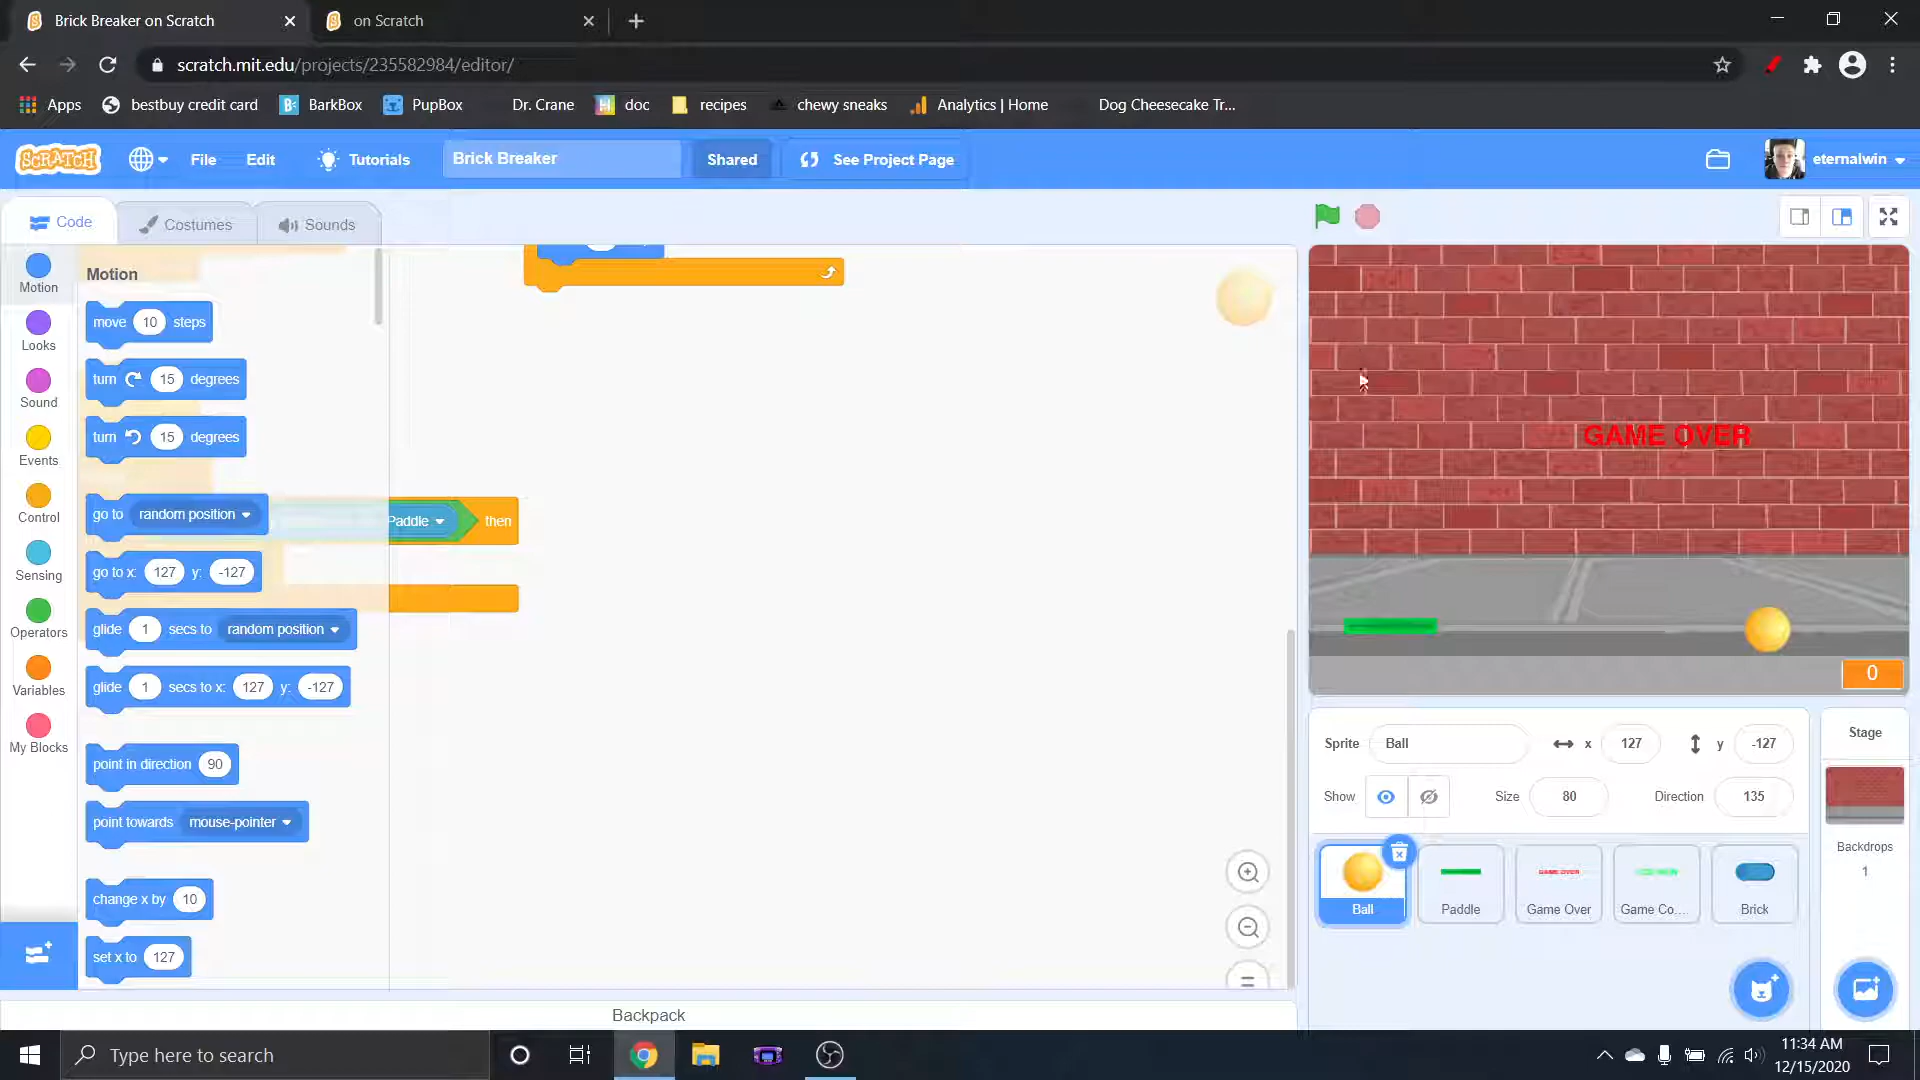 Brick Breaker on Scratch
on Scratch
scratch.mit.edu/projects/235582984/editor/
Apps
bestbuy credit card
BarkBox
PupBox
Dr. Crane
doc
recipes
chewy sneaks
Analytics | Home
Dog Cheesecake Tr...
SCRATCH
File
Edit
Tutorials
Brick Breaker
Shared
See Project Page
eternalwin
Code
Costumes
Sounds
Motion
Looks
Sound
Events
Control
Sensing
Operators
Variables
My Blocks
Motion
move 10 steps
turn 15 degrees
turn 15 degrees
go to random position
go to x: 127 y: -127
glide 1 secs to random position
glide 1 secs to x: 127 y: -127
point in direction 90
point towards mouse-pointer
change x by 10
set x to 127
Paddle then
GAME OVER
0
Sprite Ball x 127 y -127
Show Size 80 Direction 135
Ball
Paddle
GAME OVER
Game Over
Game Co...
Brick
Stage
Backdrops
1
Backpack
Type here to search
11:34 AM
12/15/2020